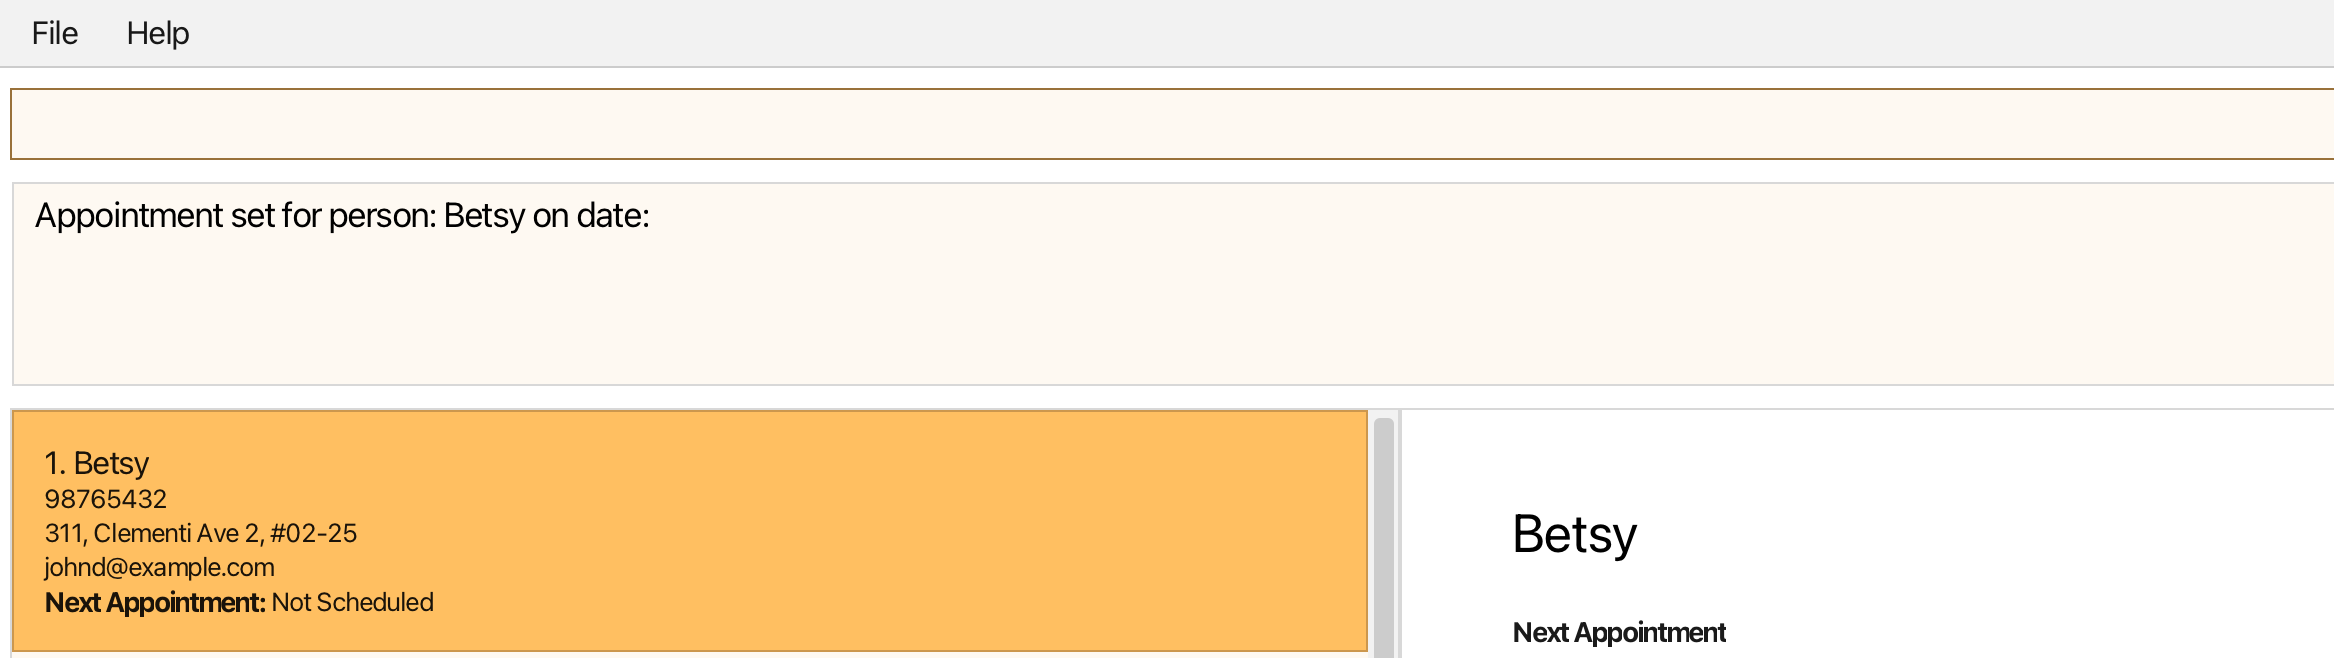 File Help
Appointment set for person: Betsy on date:
1. Betsy
98765432
311, Clementi Ave 2, #02-25
johnd@example.com
Next Appointment: Not Scheduled
Betsy
Next Appointment